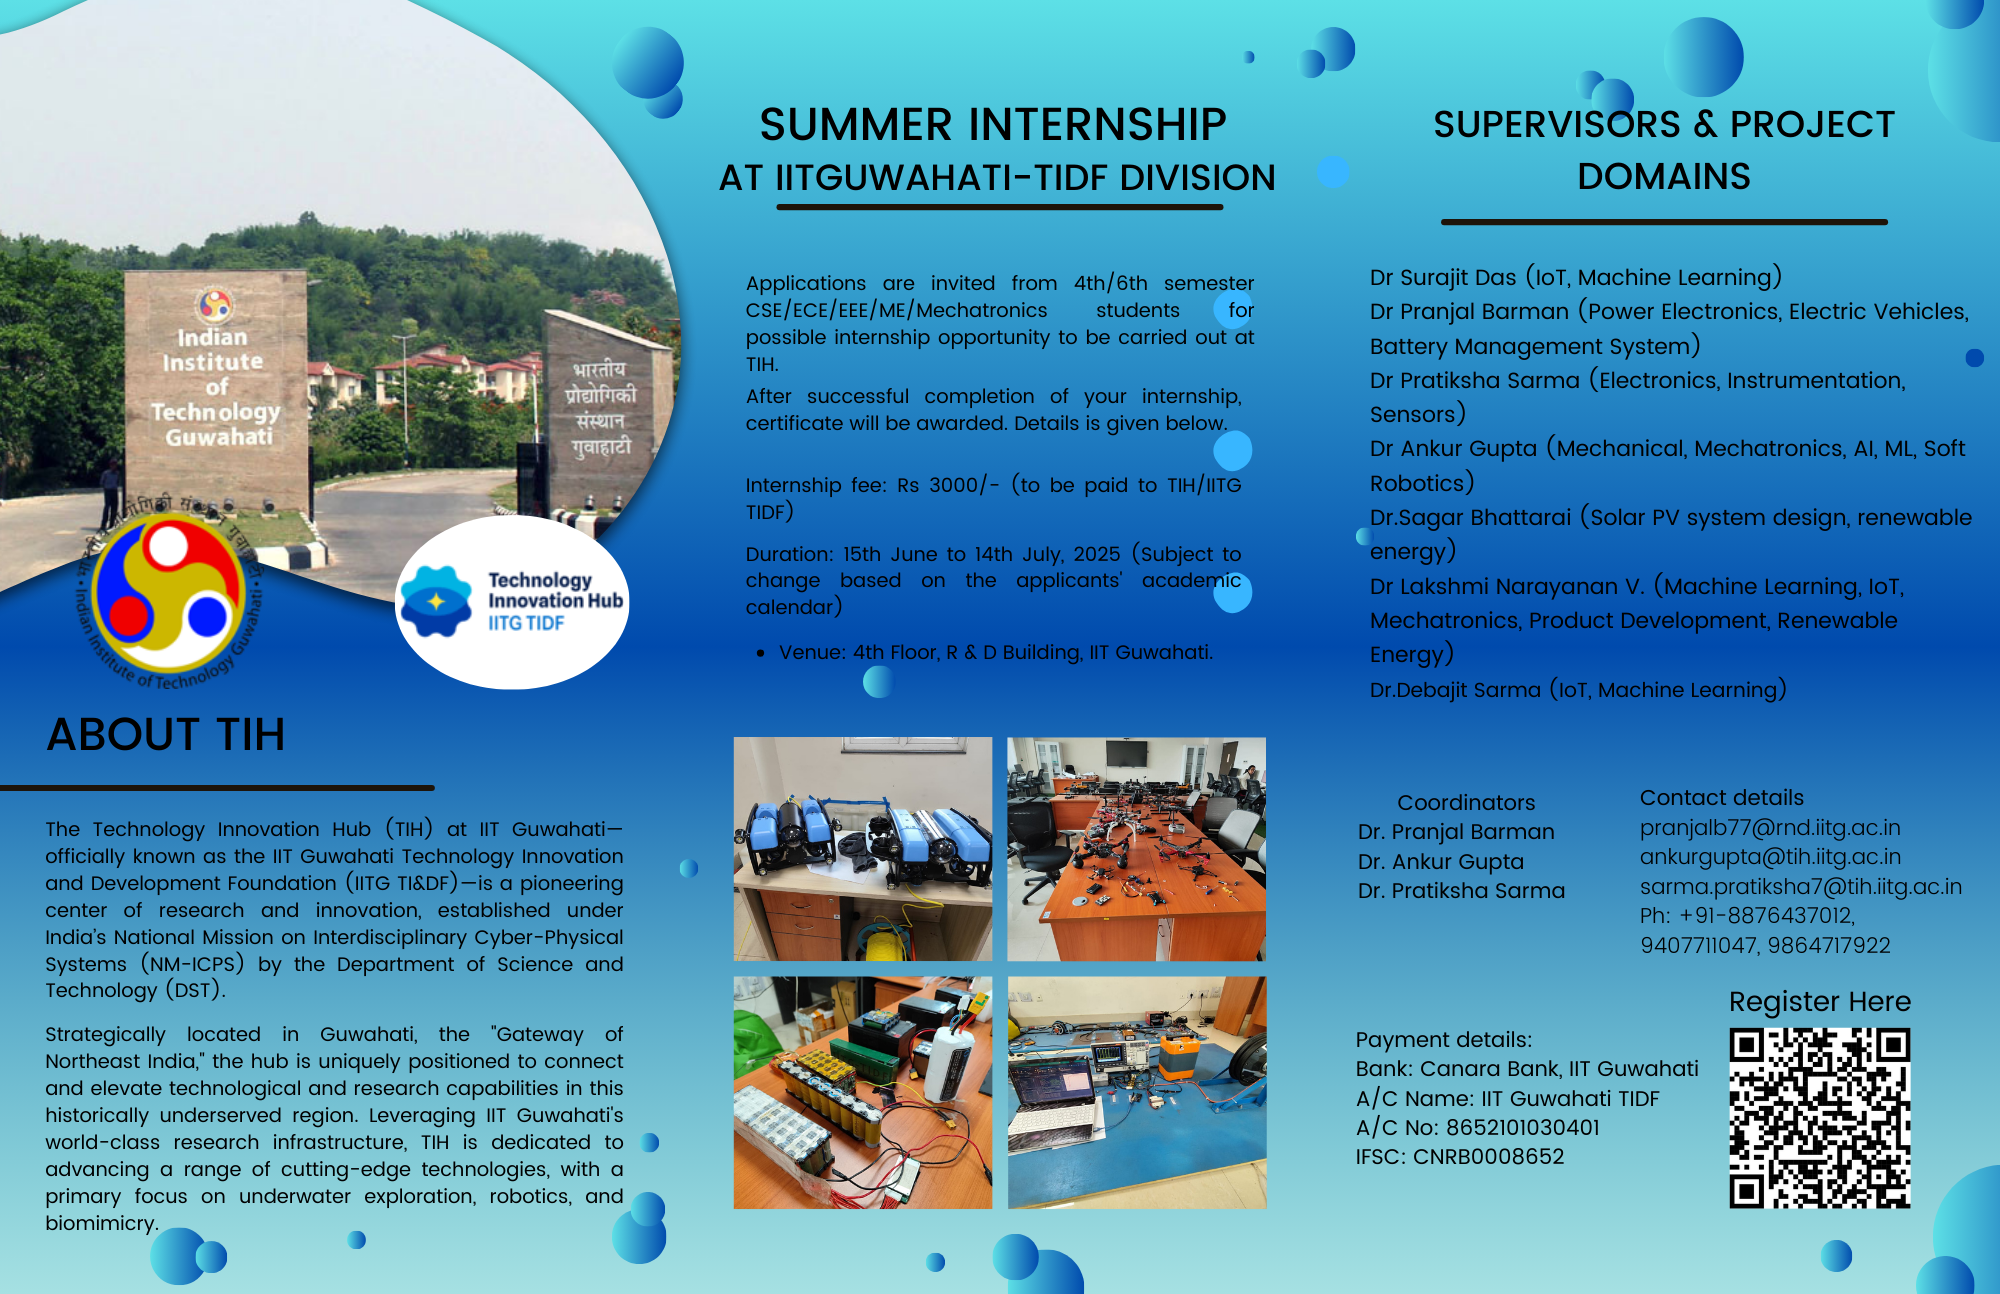 Indian
Institute
of
Technology
Guwahati
भारतीय
प्रौद्योगिकी
संस्थान
गुवाहाटी
Indian Institute of Technology Guwahati
Technology
Innovation Hub
IITG TIDF
ABOUT TIH
The Technology Innovation Hub (TIH) at IIT Guwahati—
officially known as the IIT Guwahati Technology Innovation
and Development Foundation (IITG TI&DF)—is a pioneering
center of research and innovation, established under
India's National Mission on Interdisciplinary Cyber-Physical
Systems (NM-ICPS) by the Department of Science and
Technology (DST).
Strategically located in Guwahati, the "Gateway of
Northeast India," the hub is uniquely positioned to connect
and elevate technological and research capabilities in this
historically underserved region. Leveraging IIT Guwahati's
world-class research infrastructure, TIH is dedicated to
advancing a range of cutting-edge technologies, with a
primary focus on underwater exploration, robotics, and
biomimicry.
SUMMER INTERNSHIP
AT IITGUWAHATI-TIDF DIVISION
Applications are invited from 4th/6th semester
CSE/ECE/EEE/ME/Mechatronics students for
possible internship opportunity to be carried out at
TIH.
After successful completion of your internship,
certificate will be awarded. Details is given below.
Internship fee: Rs 3000/- (to be paid to TIH/IITG
TIDF)
Duration: 15th June to 14th July, 2025 (Subject to
change based on the applicants' academic
calendar)
• Venue: 4th Floor, R & D Building, IIT Guwahati.
SUPERVISORS & PROJECT
DOMAINS
Dr Surajit Das (IoT, Machine Learning)
Dr Pranjal Barman (Power Electronics, Electric Vehicles,
Battery Management System)
Dr Pratiksha Sarma (Electronics, Instrumentation,
Sensors)
Dr Ankur Gupta (Mechanical, Mechatronics, AI, ML, Soft
Robotics)
Dr.Sagar Bhattarai (Solar PV system design, renewable
energy)
Dr Lakshmi Narayanan V. (Machine Learning, IoT,
Mechatronics, Product Development, Renewable
Energy)
Dr.Debajit Sarma (IoT, Machine Learning)
Coordinators
Dr. Pranjal Barman
Dr. Ankur Gupta
Dr. Pratiksha Sarma
Contact details
pranjalb77@rnd.iitg.ac.in
ankurgupta@tih.iitg.ac.in
sarma.pratiksha7@tih.iitg.ac.in
Ph: +91-8876437012,
9407711047, 9864717922
Payment details:
Bank: Canara Bank, IIT Guwahati
A/C Name: IIT Guwahati TIDF
A/C No: 8652101030401
IFSC: CNRB0008652
Register Here